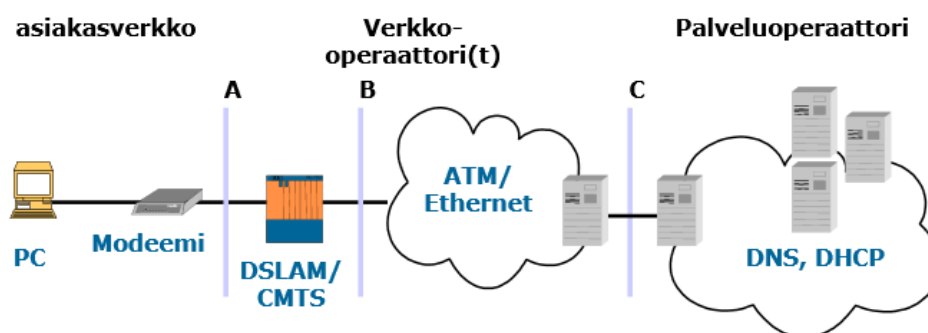 asiakasverkko
Verkko-
operaattori(t)
Palveluoperaattori
A
B
C
ATM/
Ethernet
PC
Modeemi
DSLAM/
CMTS
DNS, DHCP